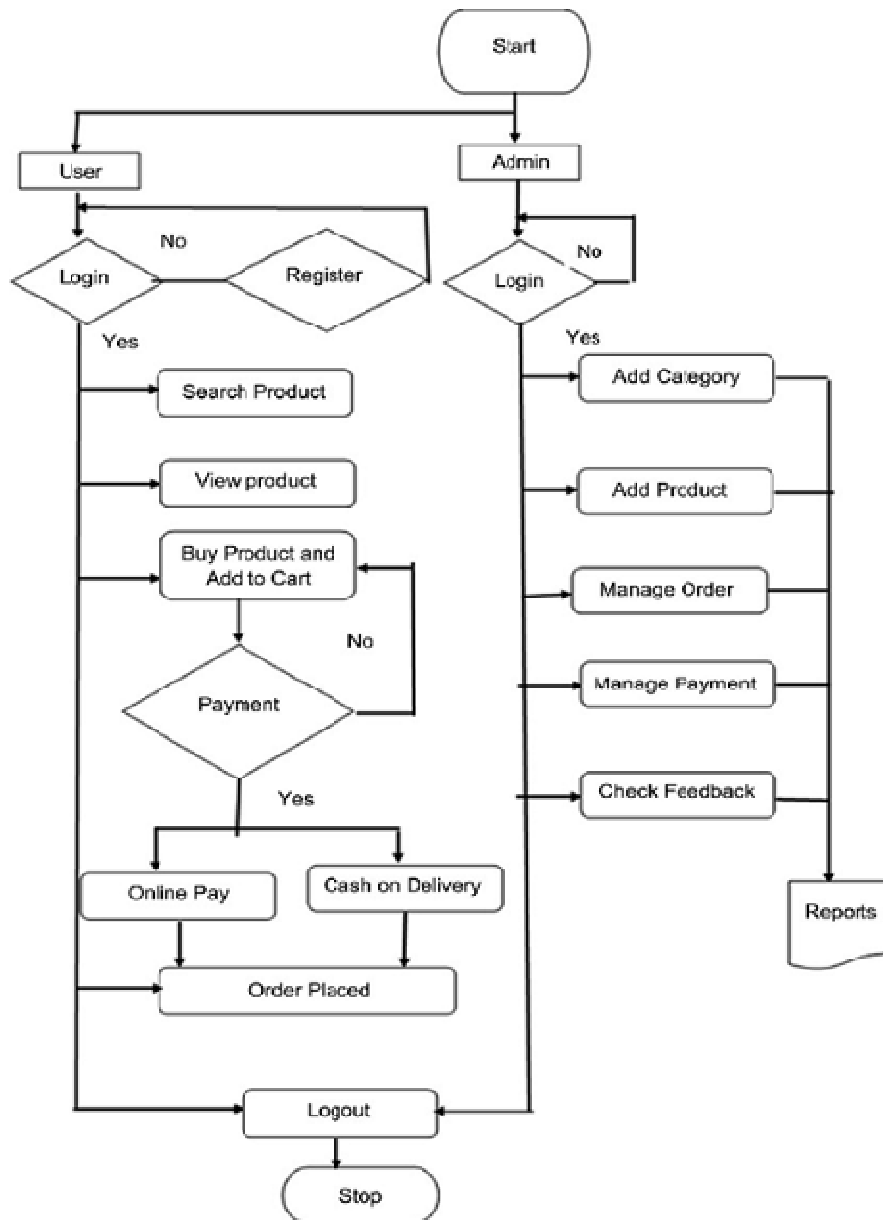 Start
User
Admin
No
Login
Register
No
Login
Yes
Yes
Search Product
Add Category
View product
Add Product
Buy Product and
Add to Cart
Manage Order
No
Payment
Manage Payment
Yes
Check Feedback
Online Pay
Cash on Delivery
Reports
Order Placed
Logout
Stop